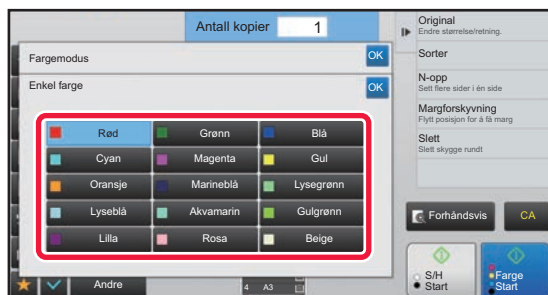 Antall kopier 1
Fargemodus OK
Enkel farge OK
Rød Grønn Blå
Cyan Magenta Gul
Oransje Marineblå Lysegrønn
Lyseblå Akvamarin Gulgrønn
Lilla Rosa Beige
Andre
4 A3
Original
Endre størrelse/retning.
Sorter
N-opp
Sett flere sider i én side
Margforskyvning
Flytt posisjon for å få marg
Slett
Slett skygge rundt
Forhåndsvis CA
S/H
Start
Farge
Start